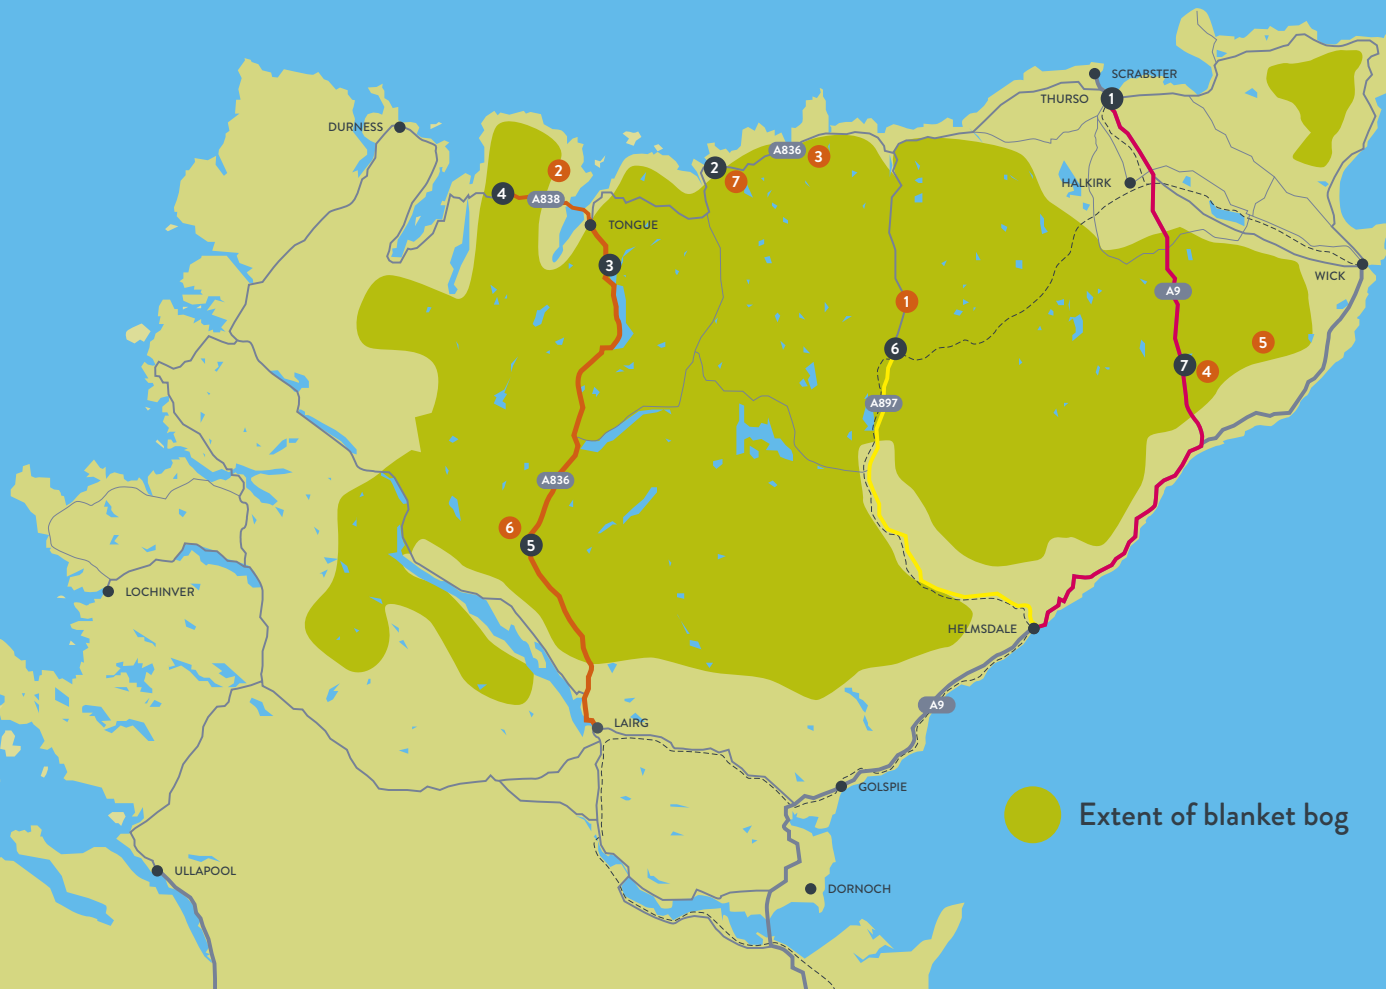 SCRABSTER
THURSO
1
DURNESS
A836
3
2
2
7
HALKIRK
4
A838
TONGUE
3
WICK
A9
1
5
6
7
4
A897
A836
6
5
LOCHINVER
HELMSDALE
A9
LAIRG
GOLSPIE
Extent of blanket bog
ULLAPOOL
DORNOCH